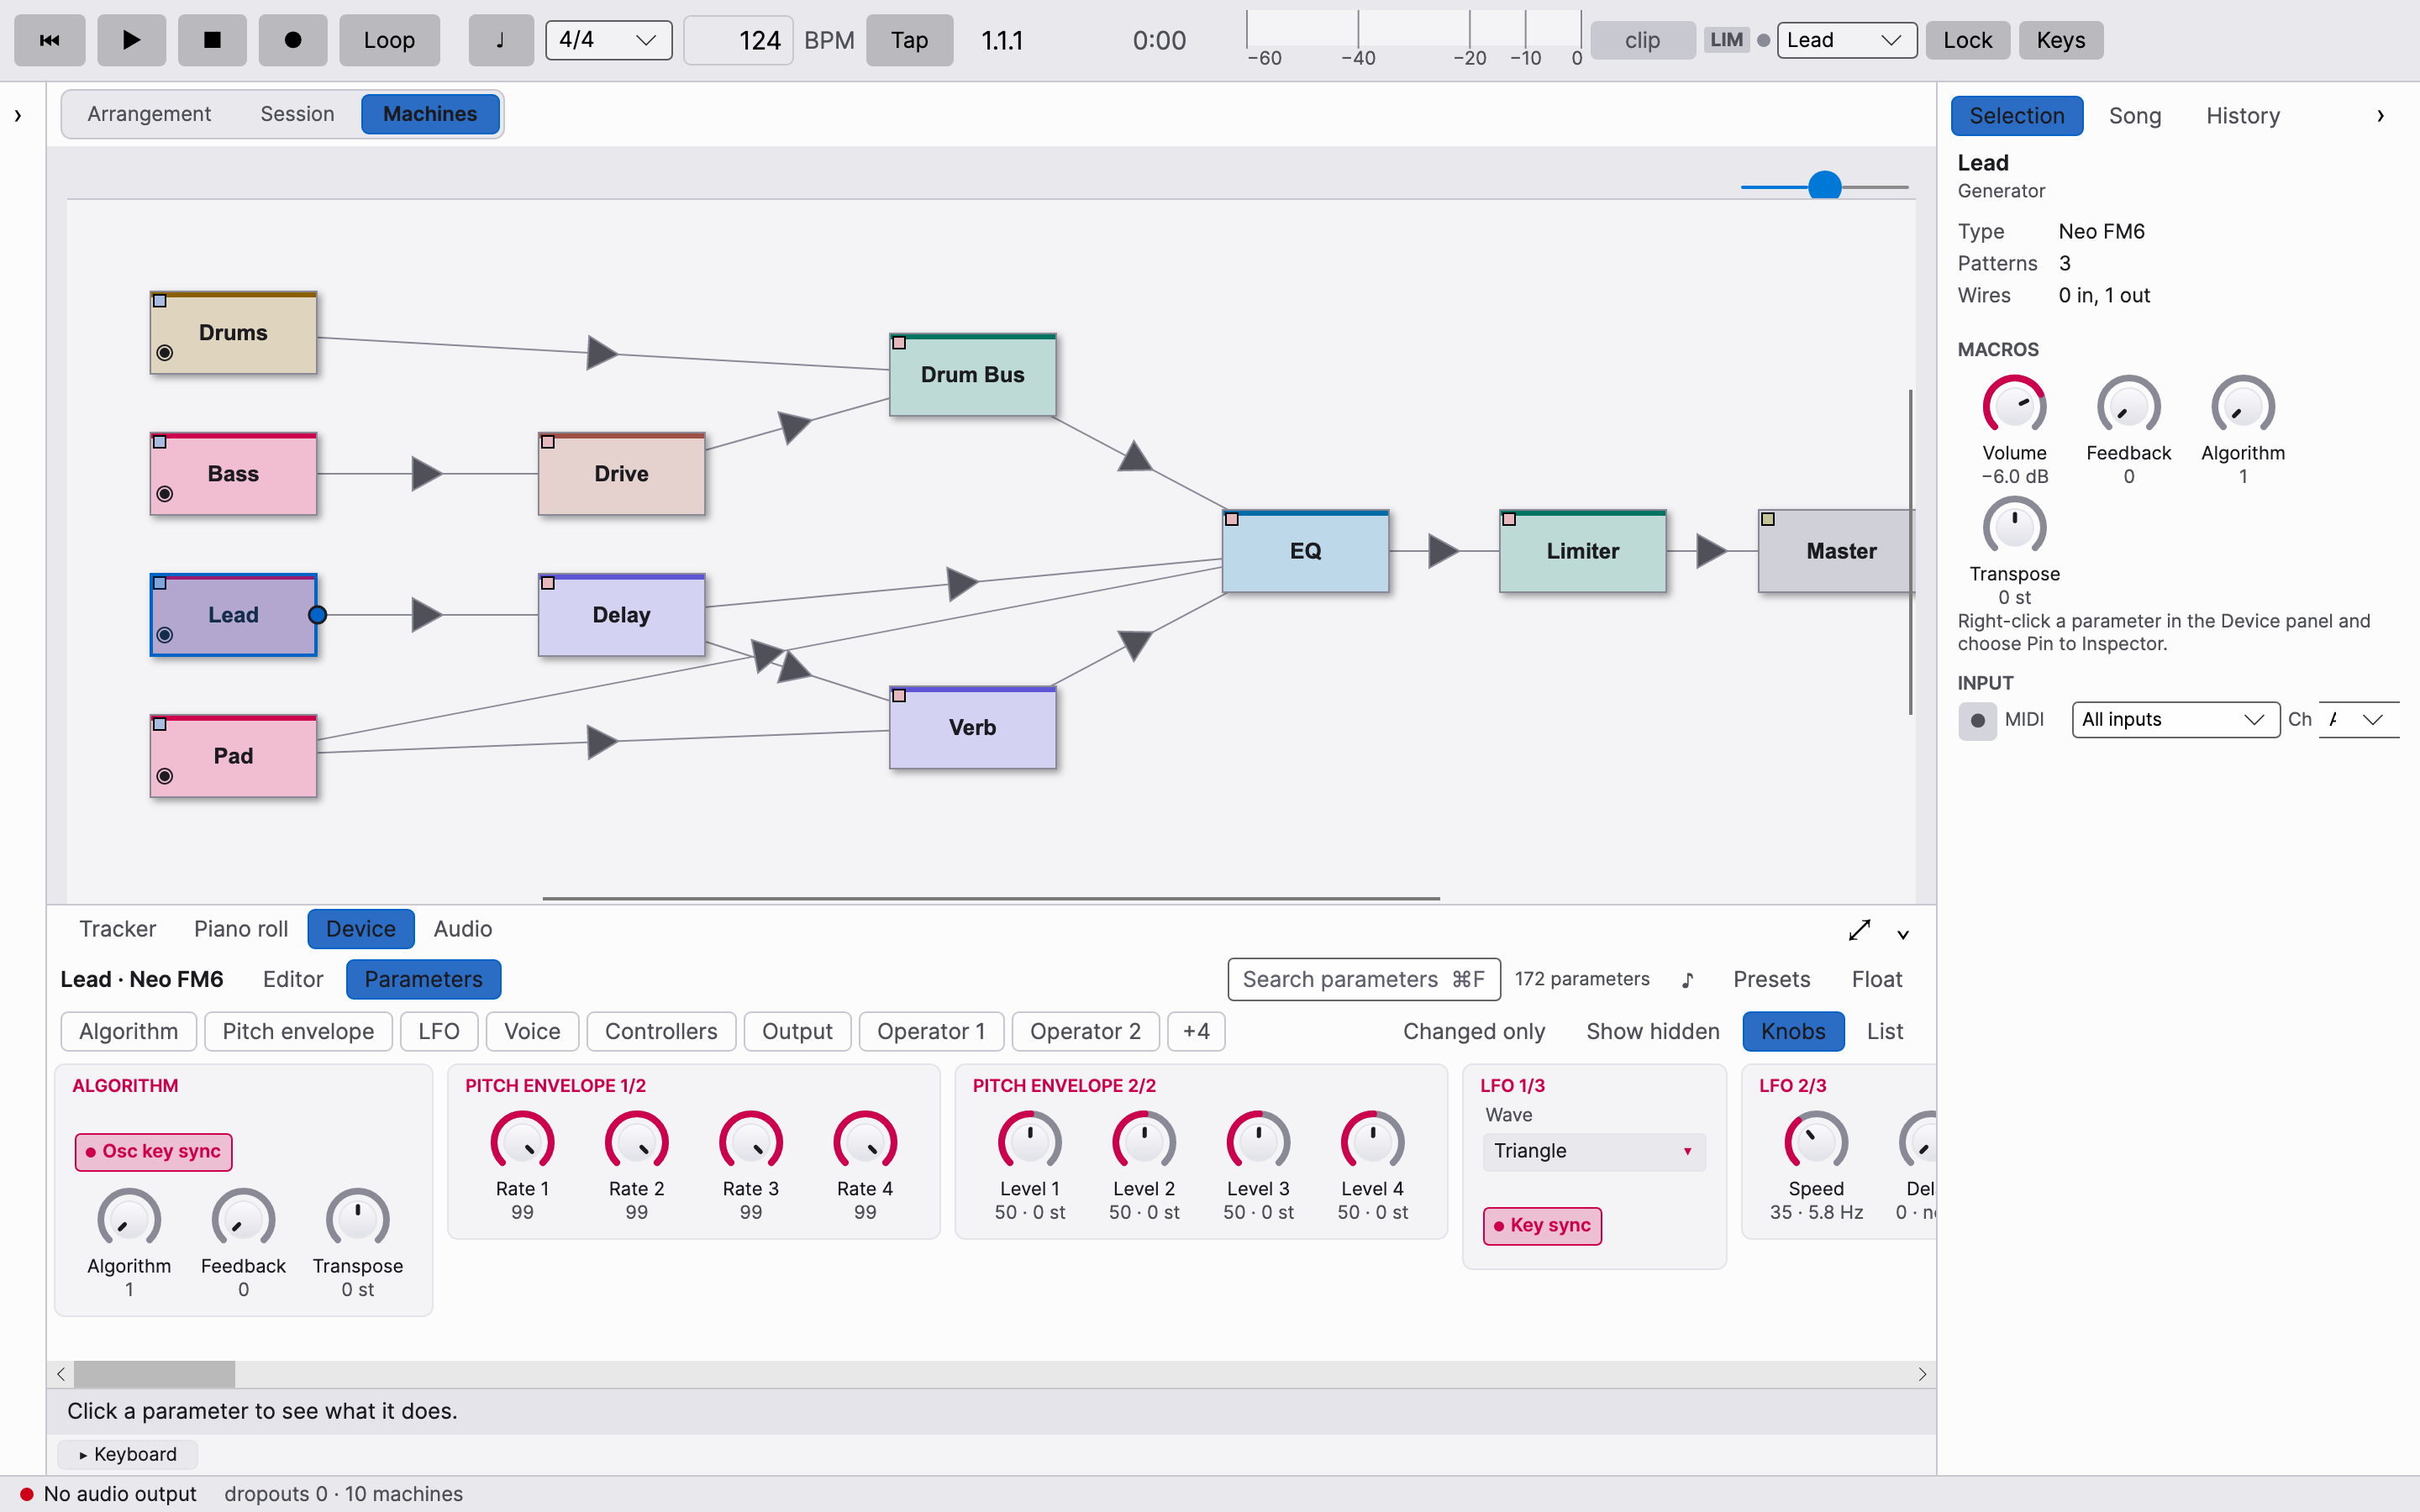 Loop 4/4 124 BPM Tap 1.1.1 0:00 −60 −40 −20 −10 0 clip LIM Lead Lock Keys
Arrangement Session Machines
Selection Song History
Lead
Generator
Type Neo FM6
Patterns 3
Wires 0 in, 1 out
MACROS
Volume Feedback Algorithm
−6.0 dB 0 1
Transpose
0 st
Right-click a parameter in the Device panel and
choose Pin to Inspector.
INPUT
MIDI All inputs Ch
Drums
Drum Bus
Bass Drive
EQ Limiter Master
Lead Delay
Verb
Pad
Tracker Piano roll Device Audio
Lead · Neo FM6 Editor Parameters Search parameters ⌘F 172 parameters Presets Float
Algorithm Pitch envelope LFO Voice Controllers Output Operator 1 Operator 2 +4 Changed only Show hidden Knobs List
ALGORITHM
Osc key sync
Algorithm Feedback Transpose
1 0 0 st
PITCH ENVELOPE 1/2
Rate 1 Rate 2 Rate 3 Rate 4
99 99 99 99
PITCH ENVELOPE 2/2
Level 1 Level 2 Level 3 Level 4
50 · 0 st 50 · 0 st 50 · 0 st 50 · 0 st
LFO 1/3
Wave
Triangle
Key sync
LFO 2/3
Speed Del
35 · 5.8 Hz 0 · n
Click a parameter to see what it does.
Keyboard
No audio output dropouts 0 · 10 machines